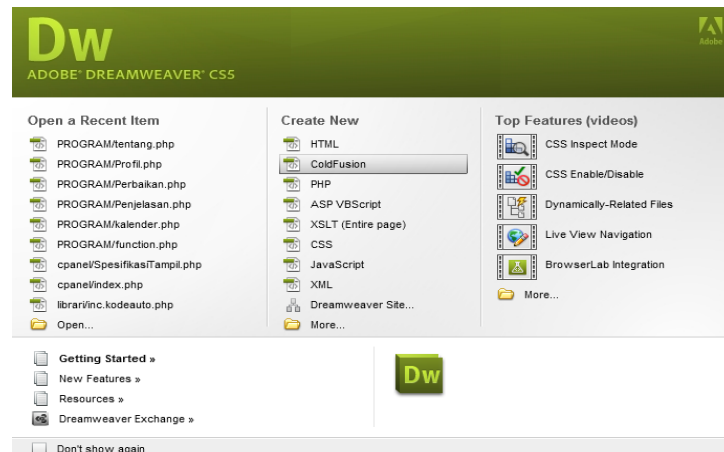 Dw
ADOBE® DREAMWEAVER® CS5
Adobe
Open a Recent Item
PROGRAM/tentang.php
PROGRAM/Profil.php
PROGRAM/Perbaikan.php
PROGRAM/Penjelasan.php
PROGRAM/kalender.php
PROGRAM/function.php
cpanel/SpesifikasiTampil.php
cpanel/index.php
librari/inc.kodeauto.php
Open...
Create New
HTML
ColdFusion
PHP
ASP VBScript
XSLT (Entire page)
CSS
JavaScript
XML
Dreamweaver Site...
More...
Top Features (videos)
CSS Inspect Mode
CSS Enable/Disable
Dynamically-Related Files
Live View Navigation
BrowserLab Integration
More...
Getting Started »
New Features »
Resources »
Dreamweaver Exchange »
Dw
Don't show again